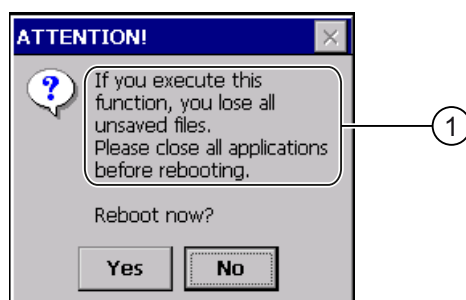 ATTENTION!
?
If you execute this
function, you lose all
unsaved files.
Please close all applications
before rebooting.
1
Reboot now?
Yes No